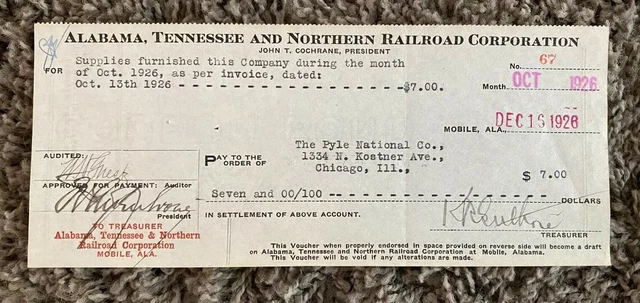 ALABAMA, TENNESSEE AND NORTHERN RAILROAD CORPORATION
JOHN T. COCHRANE, PRESIDENT
FOR
Supplies furnished this Company during the month
of Oct. 1926, as per invoice, dated:
Oct. 13th 1926 - - - - - - - - - - - - - - - - - - - -$7.00.
No. 67
Month OCT 1926
DEC 16 1926
MOBILE, ALA.
AUDITED:
Auditor
APPROVED FOR PAYMENT:
President
TO TREASURER
Alabama, Tennessee & Northern
Railroad Corporation
MOBILE, ALA.
PAY TO THE
ORDER OF
The Pyle National Co.,
1334 N. Kostner Ave.,
Chicago, Ill.,
$ 7.00
Seven and 00/100 - - - - - - - - - - - - - - - - - - - - DOLLARS
IN SETTLEMENT OF ABOVE ACCOUNT.
TREASURER
This Voucher when properly endorsed in space provided on reverse side will become a draft
on Alabama, Tennessee and Northern Railroad Corporation at Mobile, Alabama.
This Voucher will be void if any alterations are made.